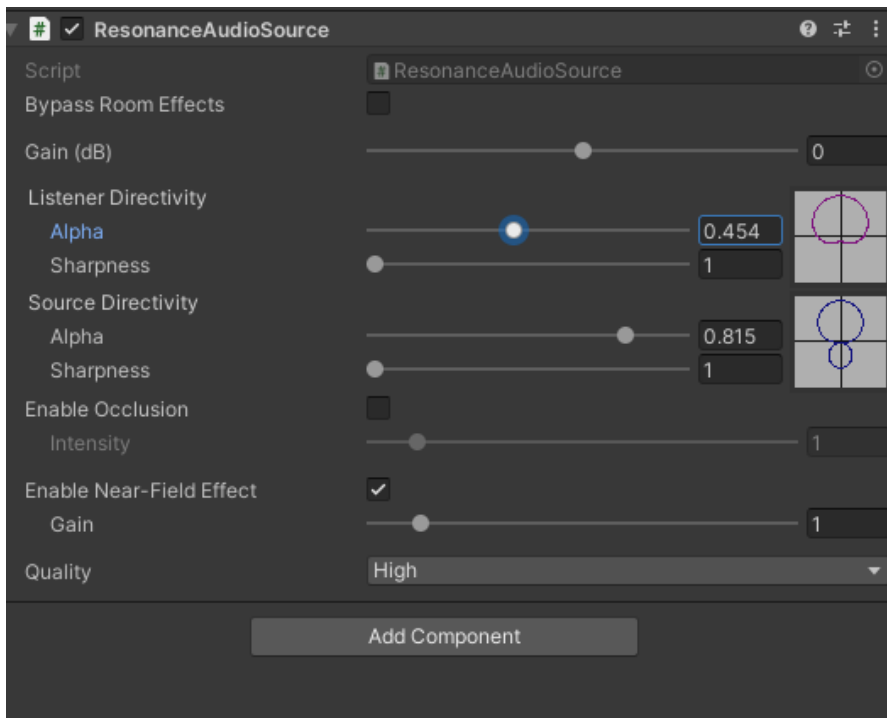 # ResonanceAudioSource
Script # ResonanceAudioSource
Bypass Room Effects
Gain (dB) 0
Listener Directivity
Alpha 0.454
Sharpness 1
Source Directivity
Alpha 0.815
Sharpness 1
Enable Occlusion
Intensity 1
Enable Near-Field Effect
Gain 1
Quality High
Add Component